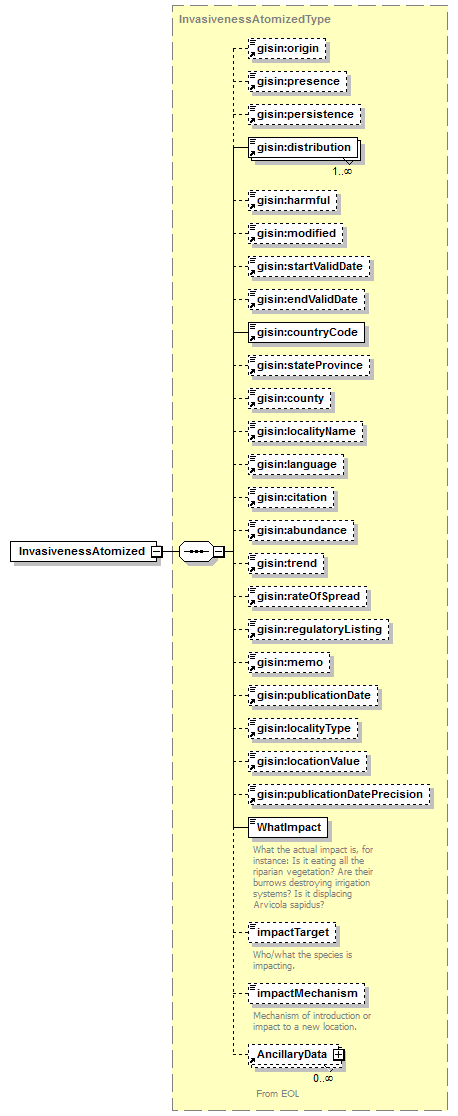 InvasivenessAtomizedType
gisin:origin
gisin:presence
gisin:persistence
gisin:distribution
1..∞
gisin:harmful
gisin:modified
gisin:startValidDate
gisin:endValidDate
gisin:countryCode
gisin:stateProvince
gisin:county
gisin:localityName
gisin:language
gisin:citation
gisin:abundance
InvasivenessAtomized
gisin:trend
gisin:rateOfSpread
gisin:regulatoryListing
gisin:memo
gisin:publicationDate
gisin:localityType
gisin:locationValue
gisin:publicationDatePrecision
WhatImpact
What the actual impact is, for
instance: Is it eating all the
riparian vegetation? Are their
burrows destroying irrigation
systems? Is it displacing
Arvicola sapidus?
impactTarget
Who/what the species is
impacting.
impactMechanism
Mechanism of introduction or
impact to a new location.
AncillaryData
0..∞
From EOL